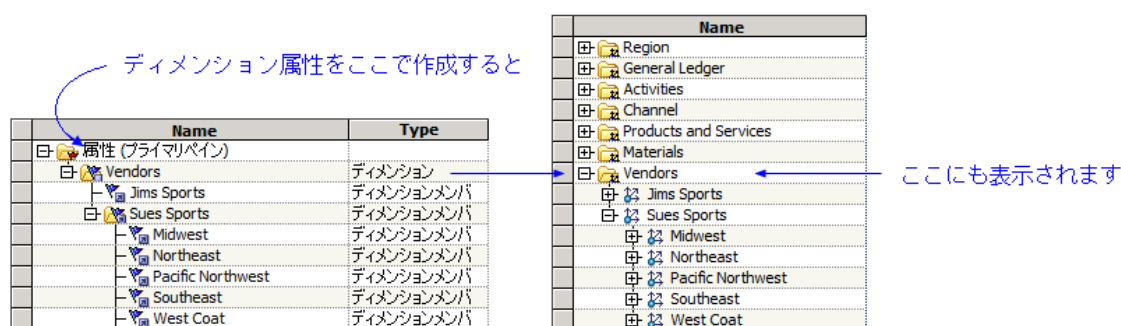 ディメンション属性をここで作成すると
Name Type
属性 (プライマリペイン)
Vendors ディメンション
Jims Sports ディメンションメンバ
Sues Sports ディメンションメンバ
Midwest ディメンションメンバ
Northeast ディメンションメンバ
Pacific Northwest ディメンションメンバ
Southeast ディメンションメンバ
West Coat ディメンションメンバ
Name
Region
General Ledger
Activities
Channel
Products and Services
Materials
Vendors
Jims Sports
Sues Sports
Midwest
Northeast
Pacific Northwest
Southeast
West Coat
ここにも表示されます